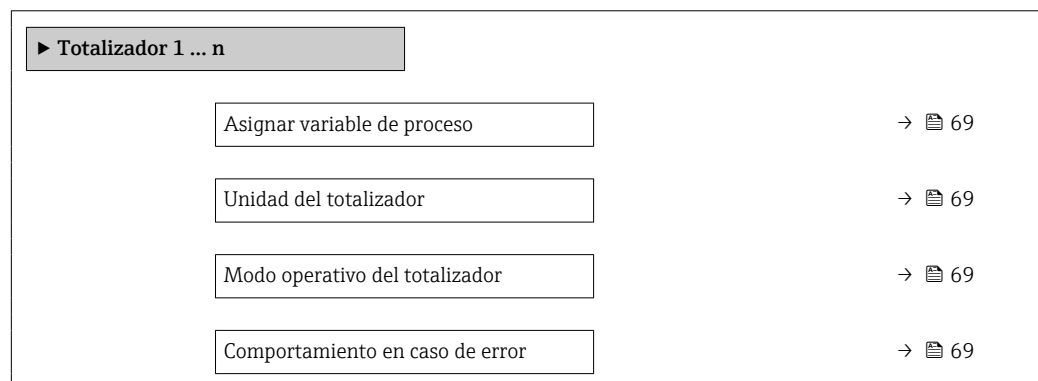 ▶ Totalizador 1 ... n
Asignar variable de proceso → 69
Unidad del totalizador → 69
Modo operativo del totalizador → 69
Comportamiento en caso de error → 69